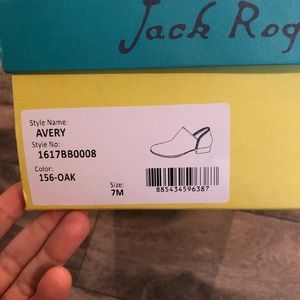 Jack Rog
Style Name:
AVERY
Style No:
1617BB0008
Color:
156-OAK
Size:
7M
885434596387